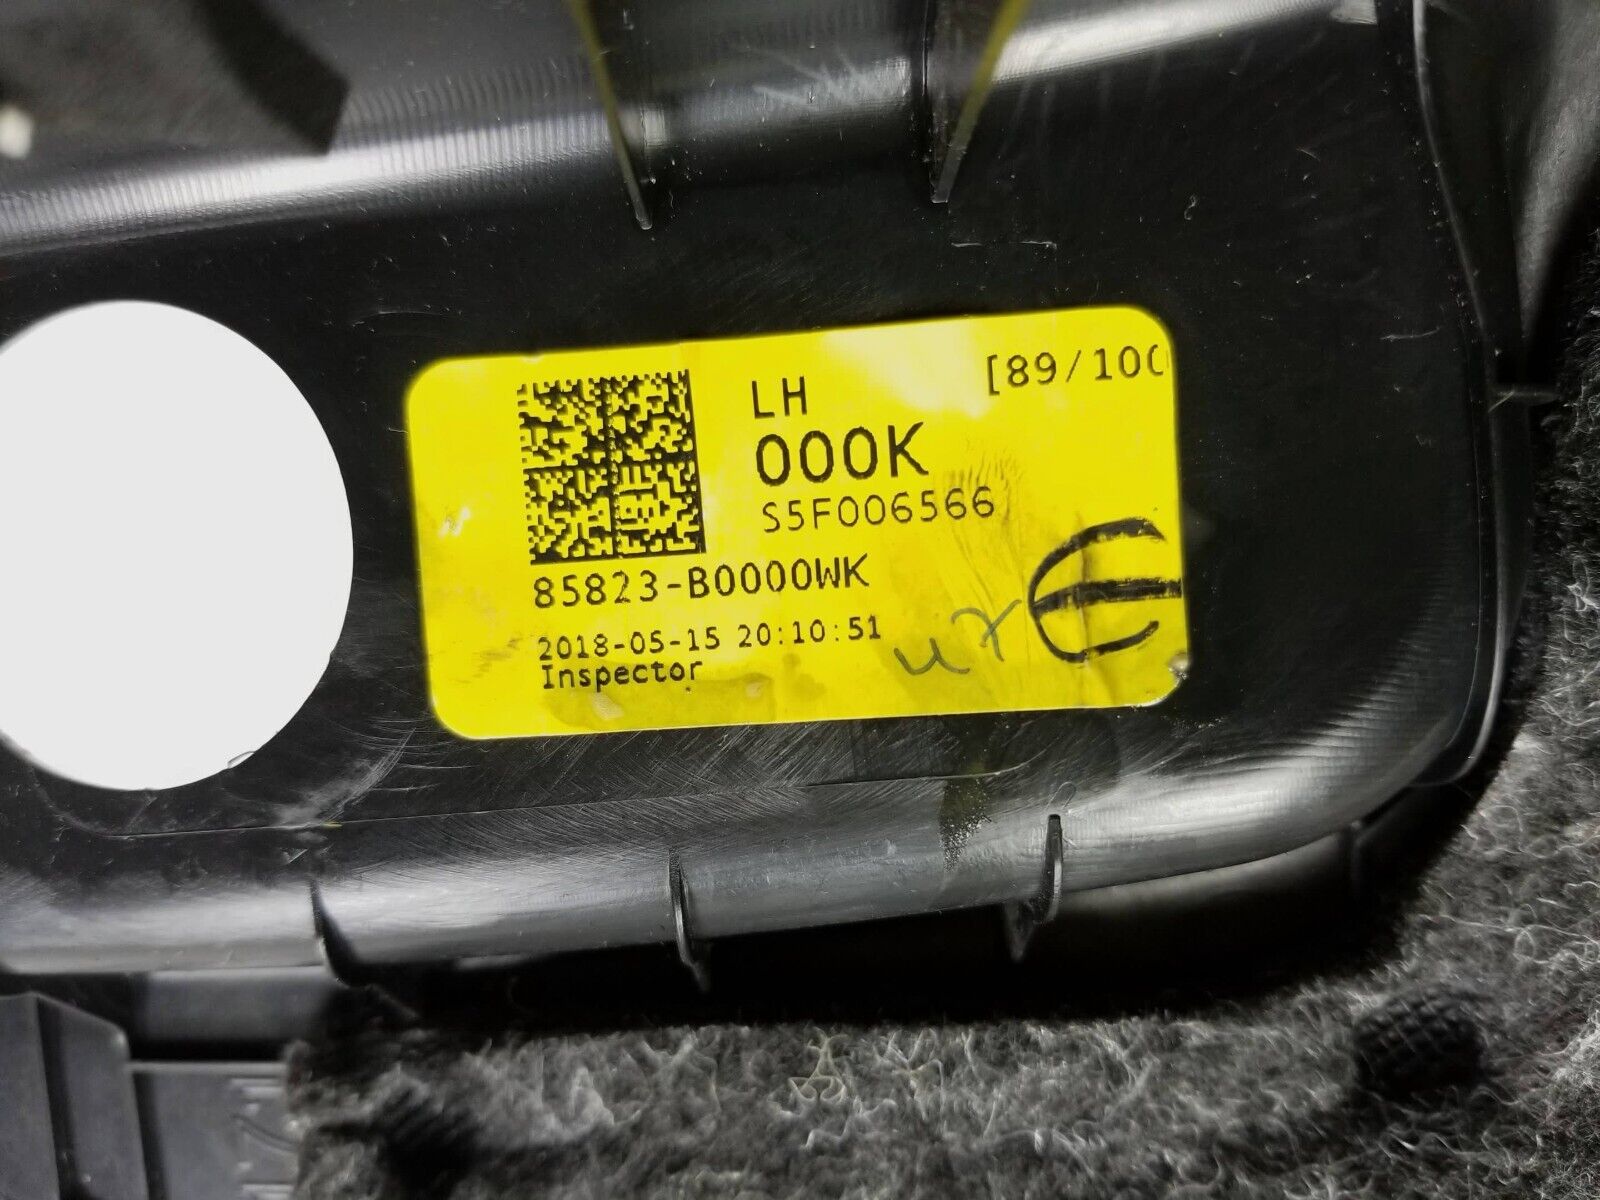 LH
[89/100
000K
S5F006566
85823-B0000WK
2018-05-15 20:10:51
Inspector